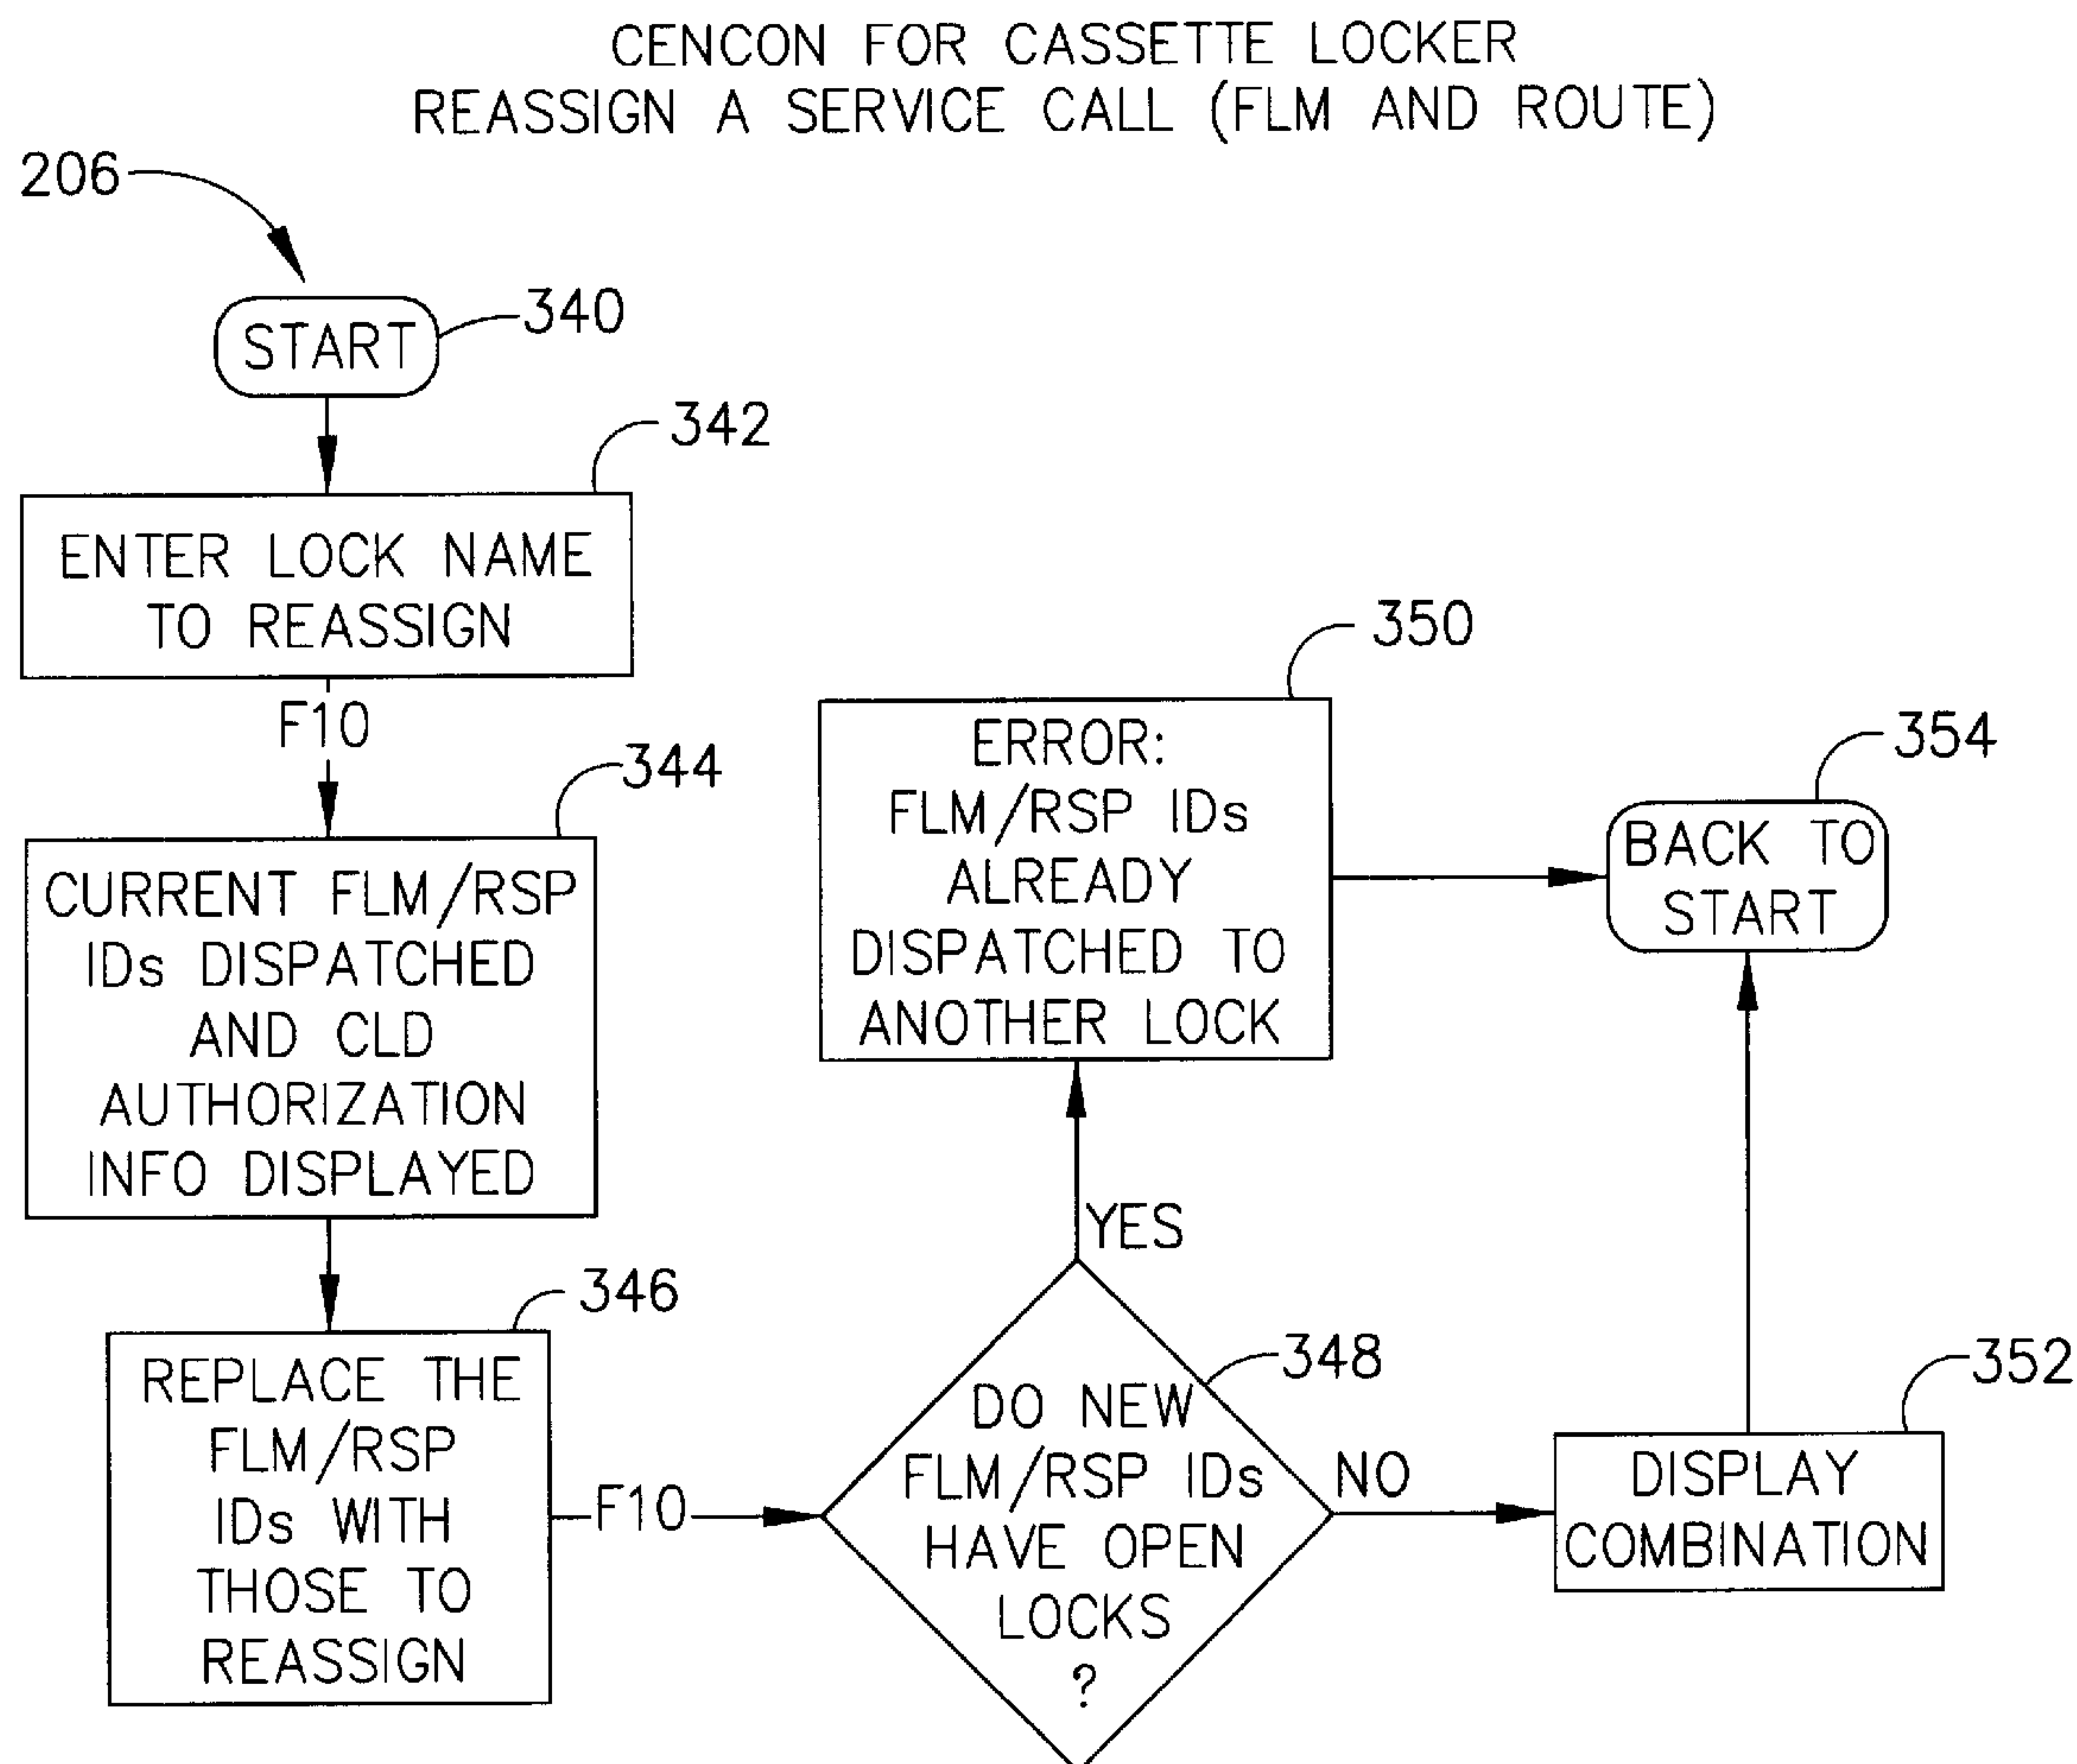 CENCON FOR CASSETTE LOCKER
REASSIGN A SERVICE CALL (FLM AND ROUTE)
206
START
340
342
ENTER LOCK NAME
TO REASSIGN
F10
344
CURRENT FLM/RSP
IDs DISPATCHED
AND CLD
AUTHORIZATION
INFO DISPLAYED
346
REPLACE THE
FLM/RSP
IDs WITH
THOSE TO
REASSIGN
F10
348
DO NEW
FLM/RSP IDs
HAVE OPEN
LOCKS
?
YES
350
ERROR:
FLM/RSP IDs
ALREADY
DISPATCHED TO
ANOTHER LOCK
NO
352
DISPLAY
COMBINATION
354
BACK TO
START